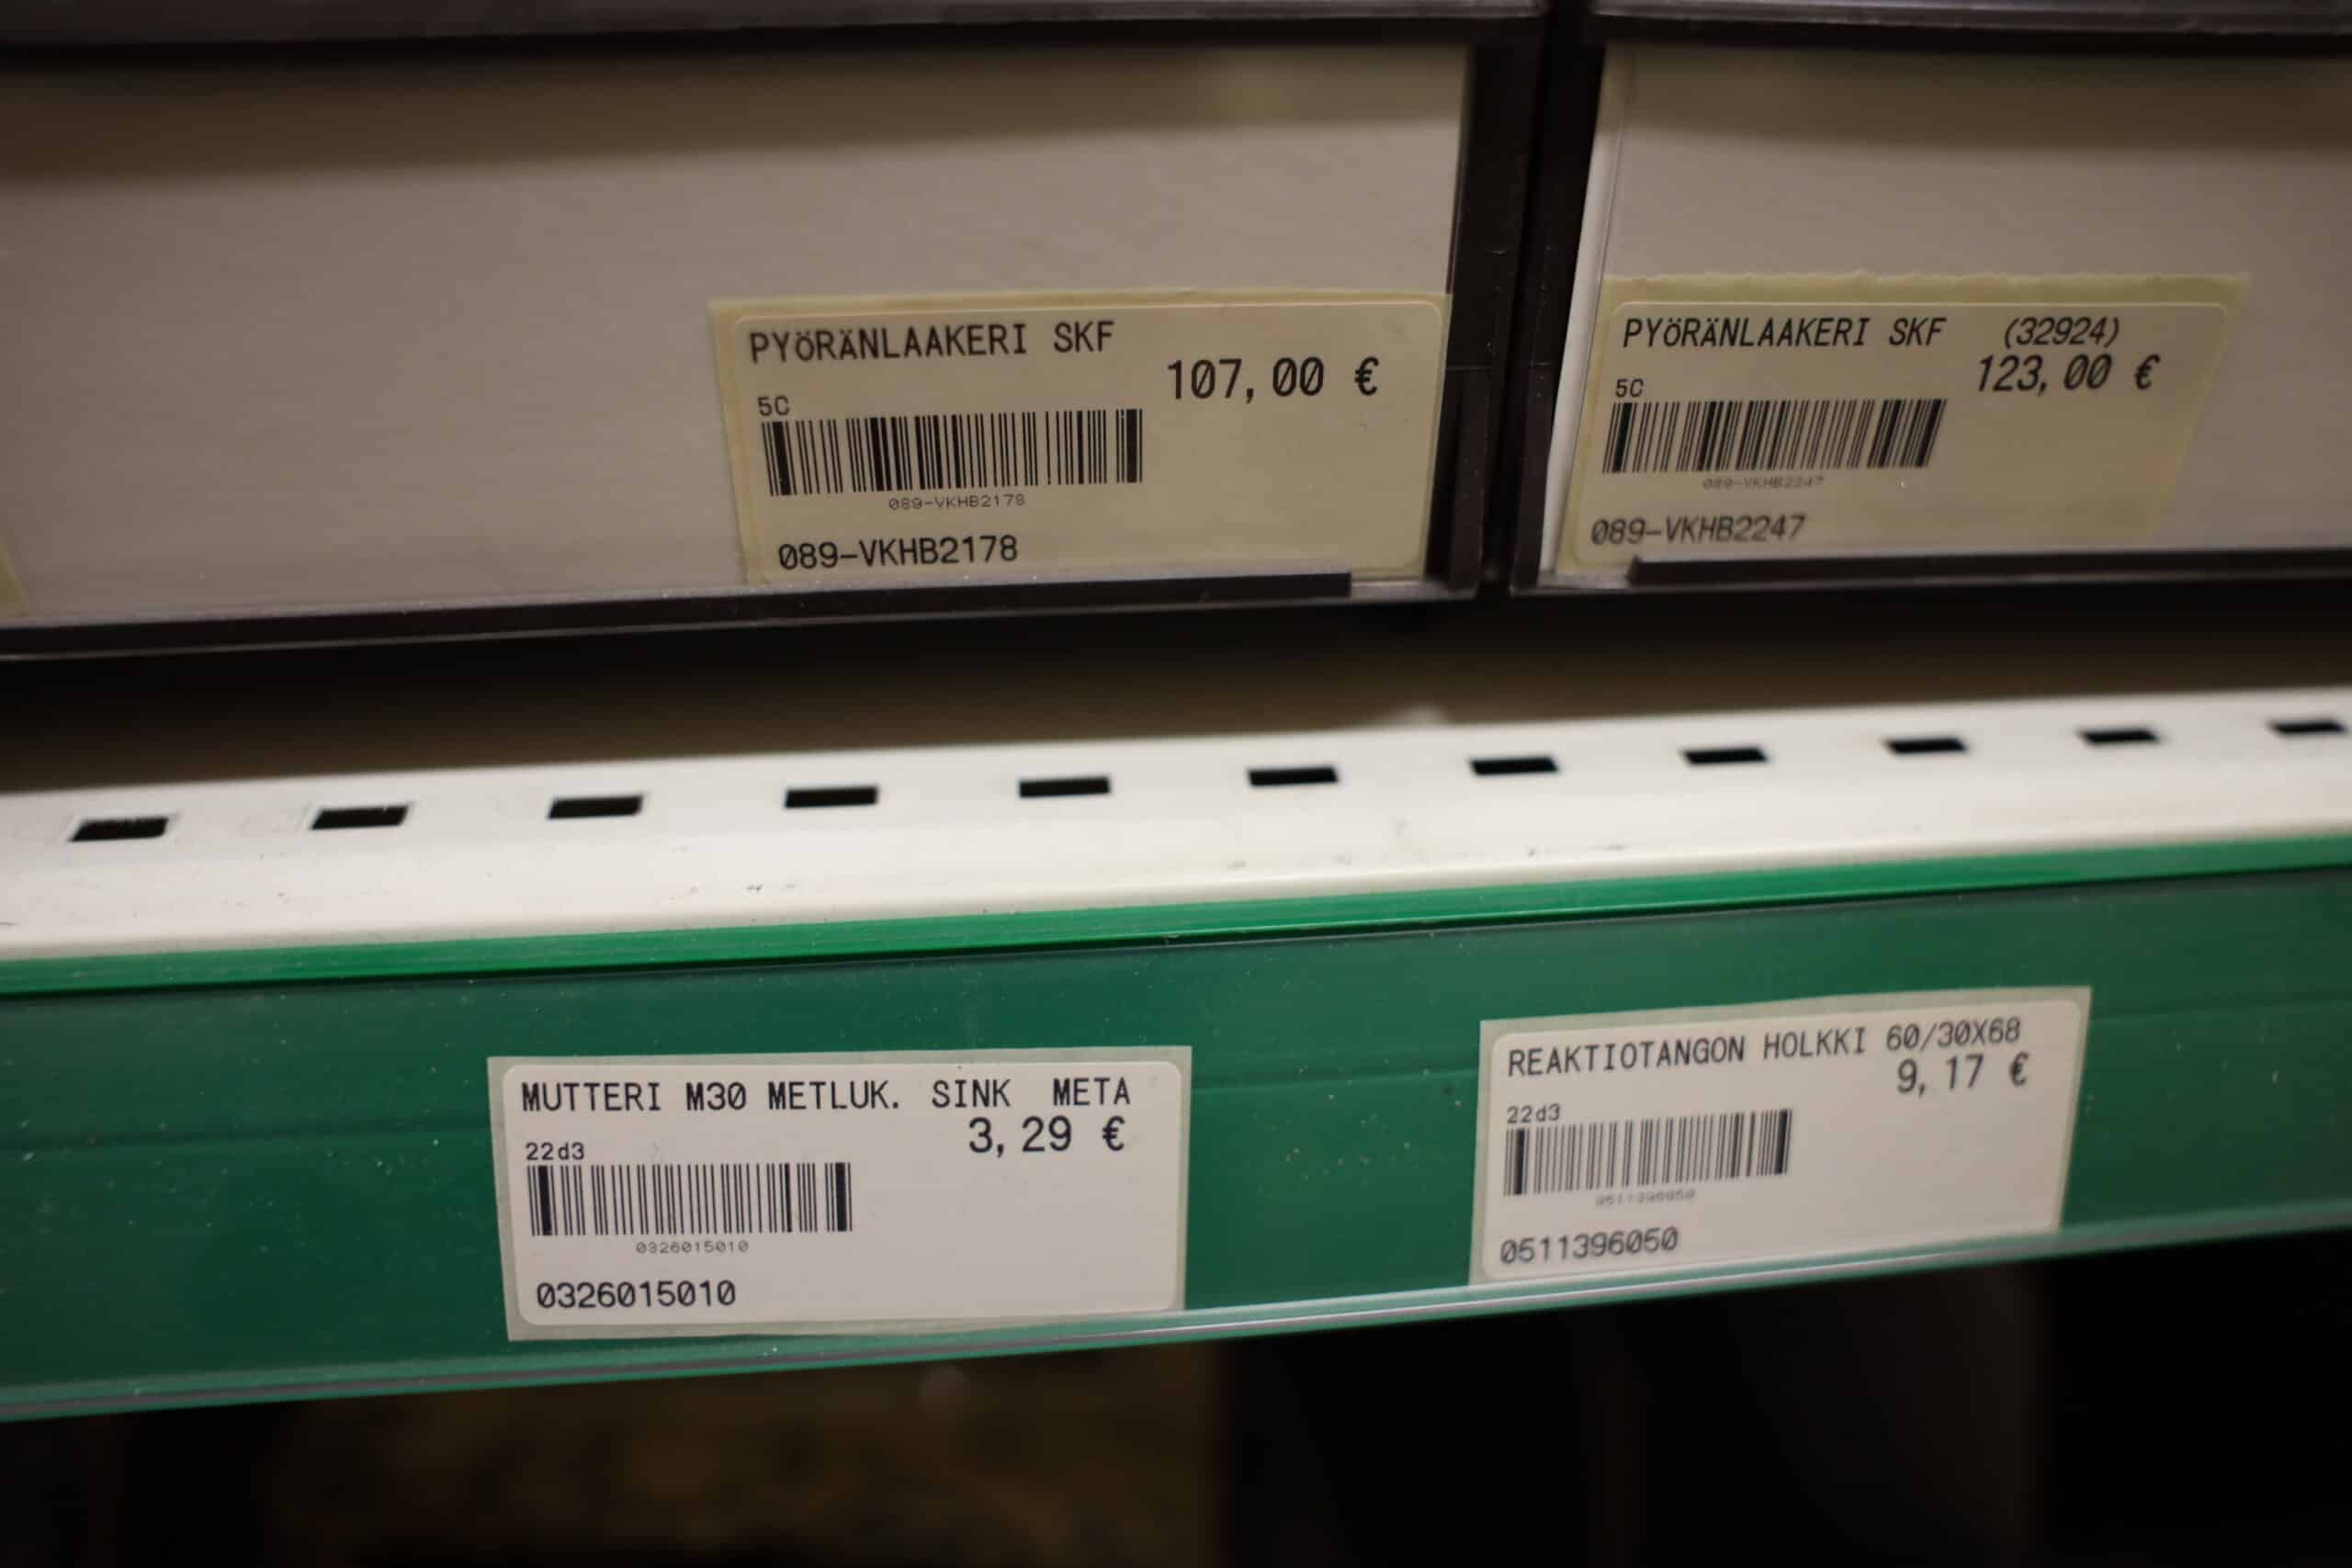 PYÖRÄNLAAKERI SKF
107,00 €
5C
089-VKHB2178
089-VKHB2178
PYÖRÄNLAAKERI SKF (32924)
123,00 €
5C
089-VKHB2247
089-VKHB2247
MUTTERI M30 METLUK. SINK META
3,29 €
22d3
0326015010
0326015010
REAKTIOTANGON HOLKKI 60/30X68
9,17 €
22d3
0511396050
0511396050